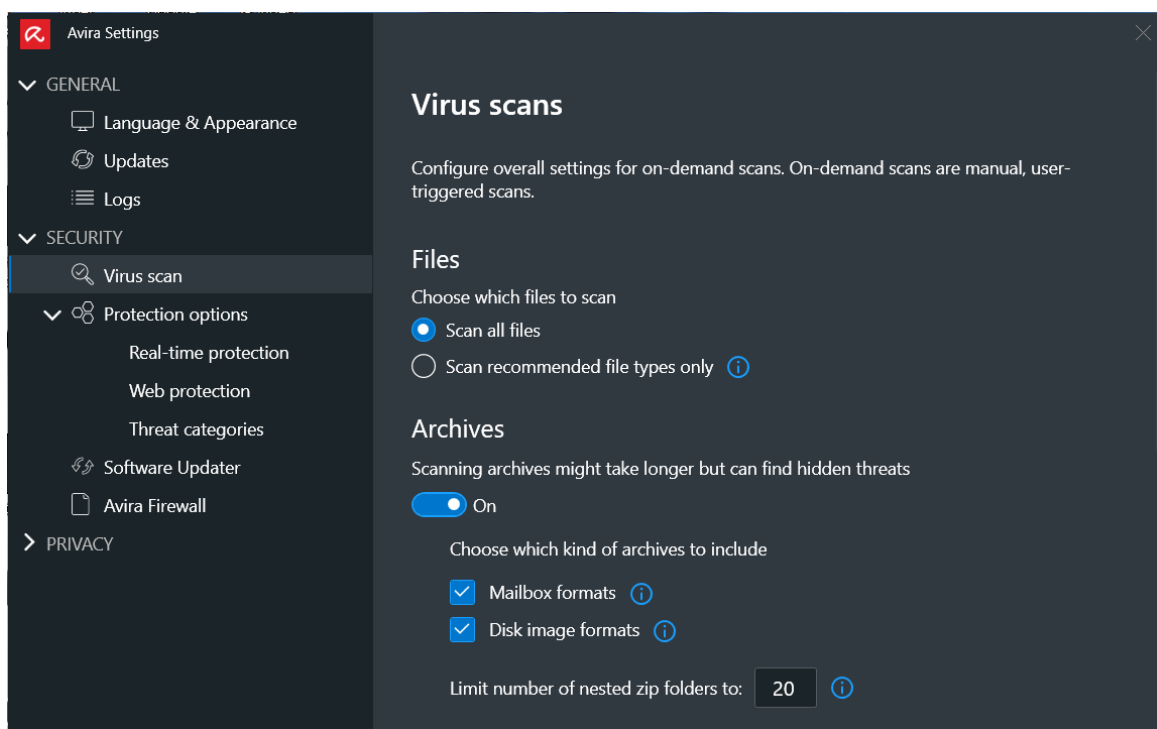 Avira Settings
GENERAL
Language & Appearance
Updates
Logs
SECURITY
Virus scan
Protection options
Real-time protection
Web protection
Threat categories
Software Updater
Avira Firewall
PRIVACY
Virus scans
Configure overall settings for on-demand scans. On-demand scans are manual, user-
triggered scans.
Files
Choose which files to scan
Scan all files
Scan recommended file types only
Archives
Scanning archives might take longer but can find hidden threats
On
Choose which kind of archives to include
Mailbox formats
Disk image formats
Limit number of nested zip folders to: 20